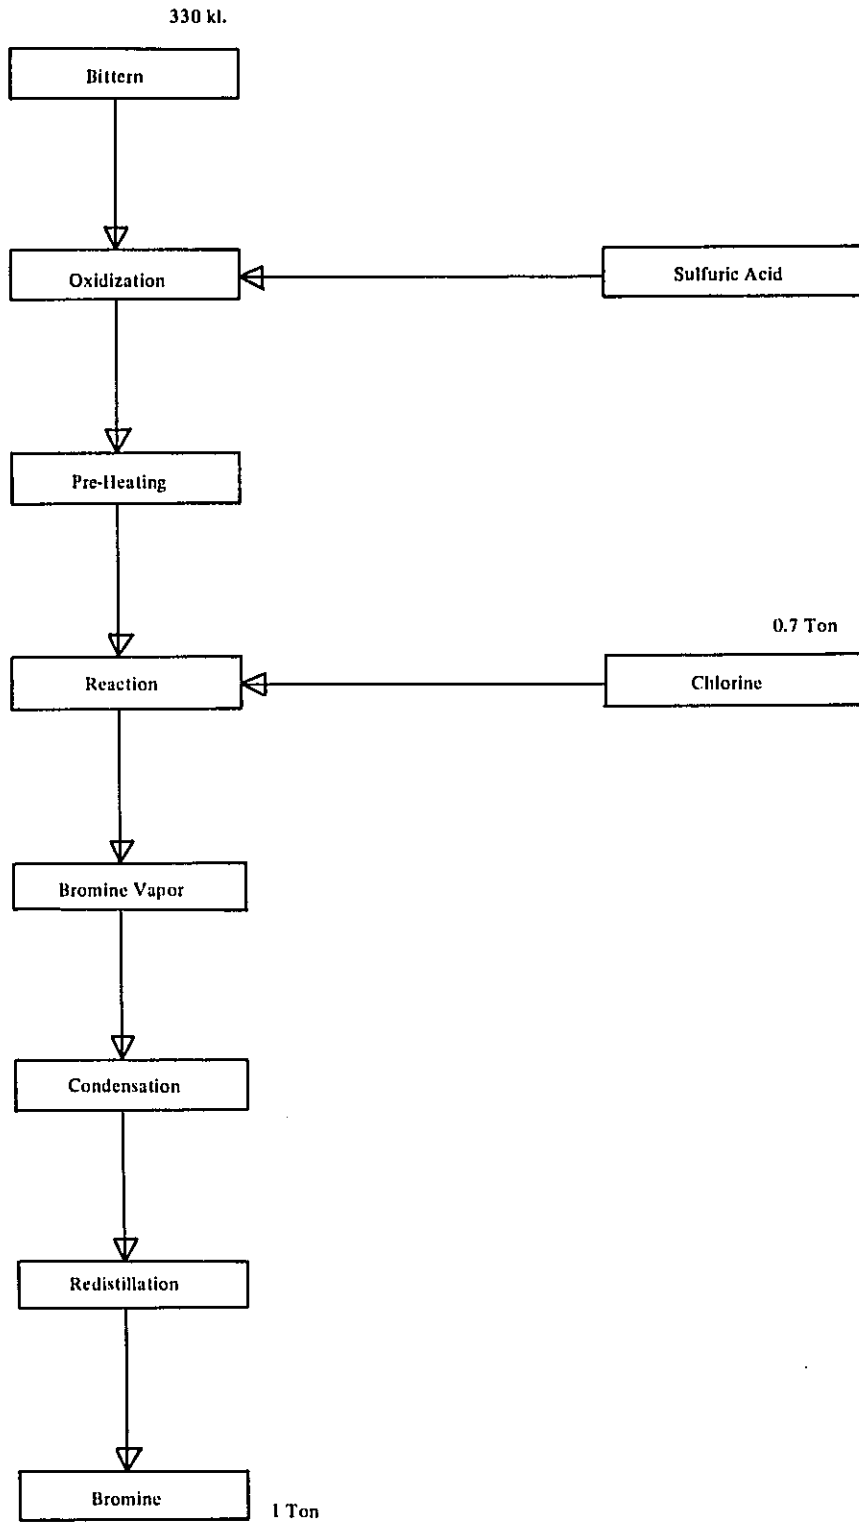 330 kl.
Bittern
Oxidization
Sulfuric Acid
Pre-Heating
0.7 Ton
Reaction
Chlorine
Bromine Vapor
Condensation
Redistillation
Bromine
1 Ton